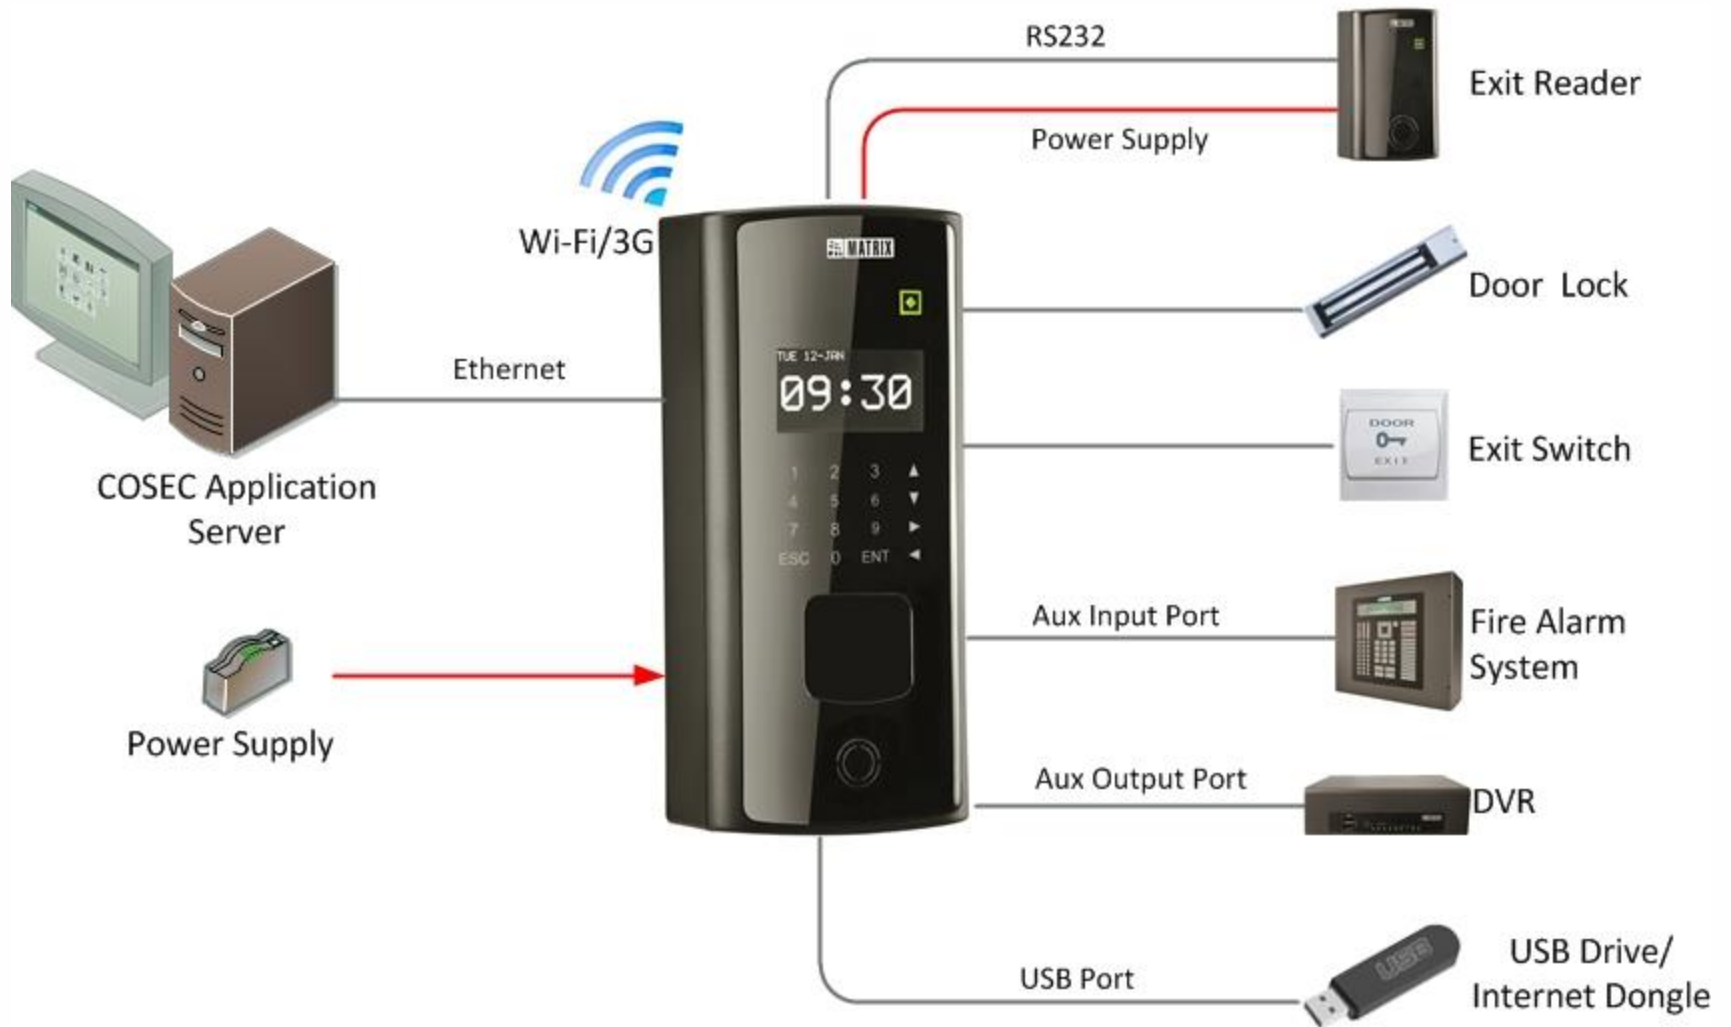 RS232
Exit Reader
Power Supply
Wi-Fi/3G
MATRIX
Door Lock
TUE 12-JAN
09:30
Ethernet
DOOR
EXIT
Exit Switch
1 2 3
4 5 6
7 8 9
ESC 0 ENT
COSEC Application
Server
Aux Input Port
Fire Alarm
System
Power Supply
Aux Output Port
DVR
USB Port
USB
USB Drive/
Internet Dongle